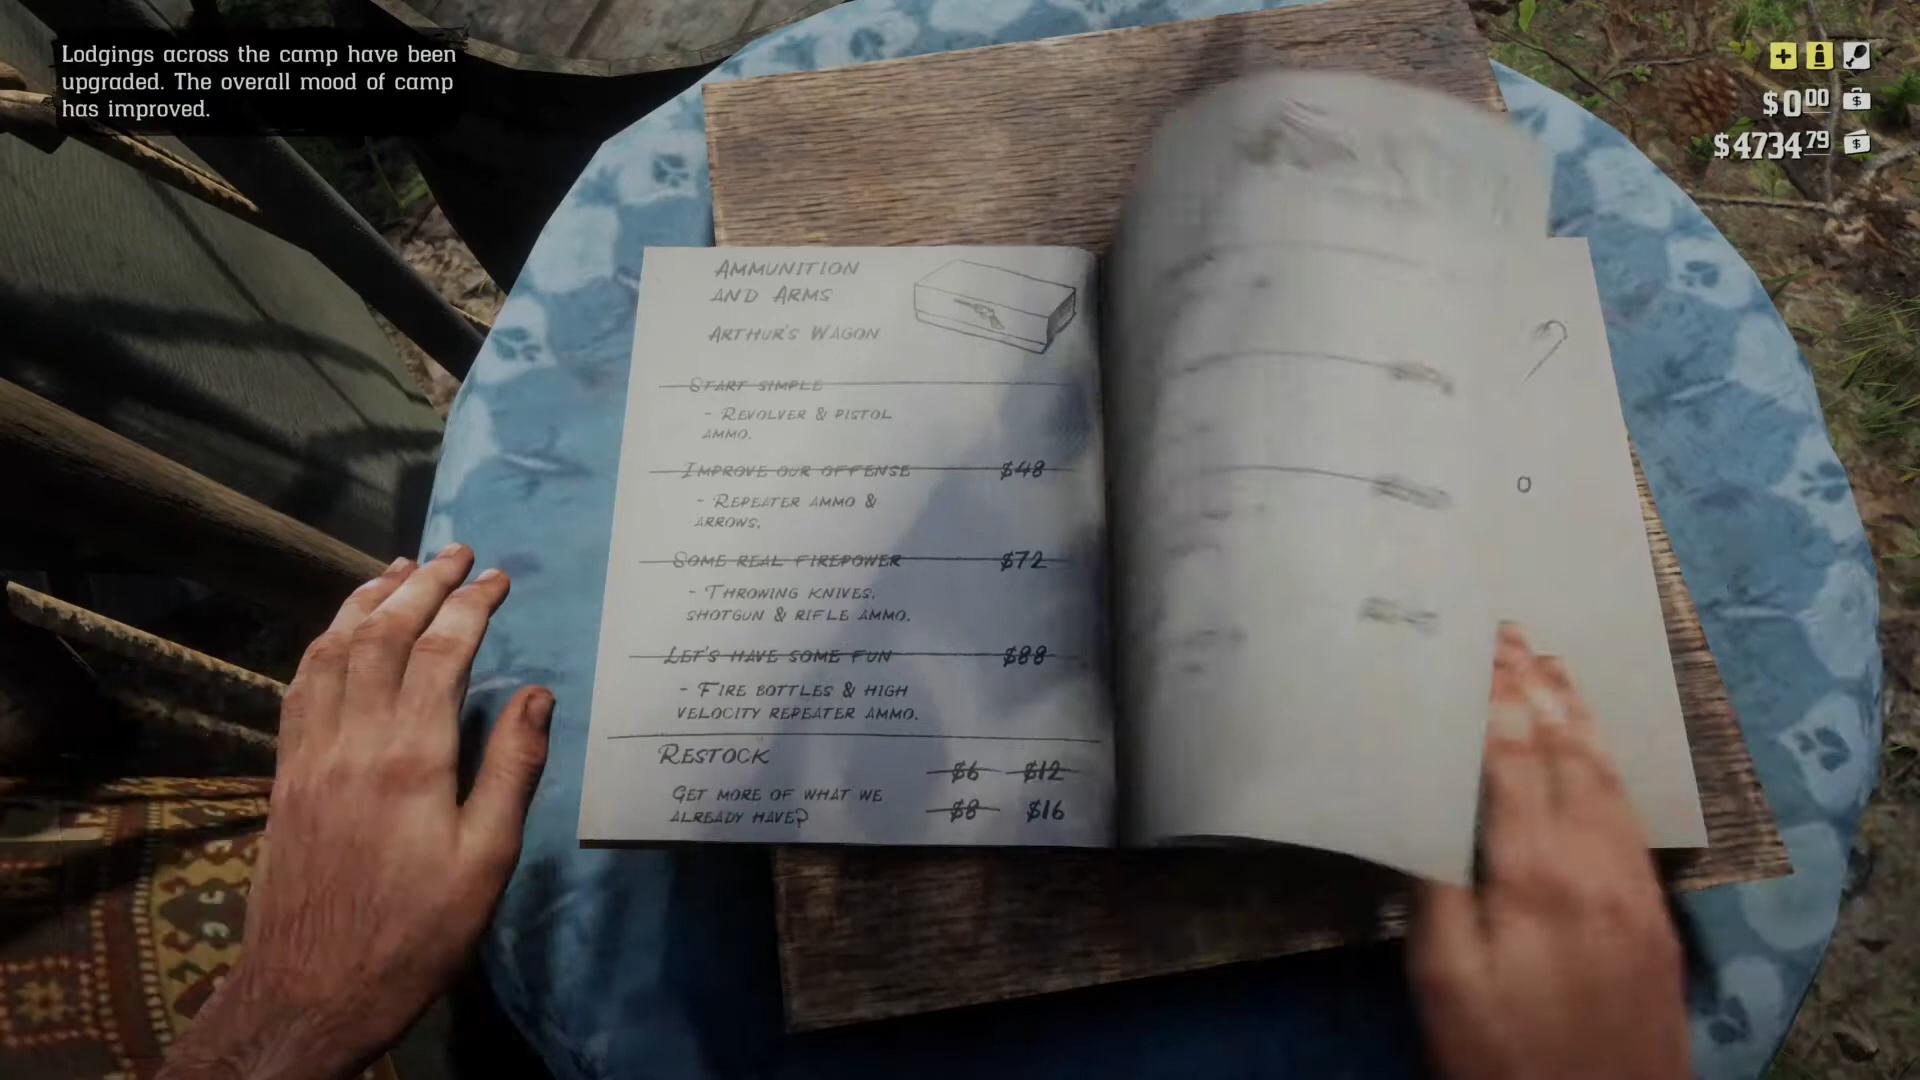 Lodgings across the camp have been
upgraded. The overall mood of camp
has improved.
$0 00
$4734 79
AMMUNITION
AND ARMS
ARTHUR'S WAGON
START SIMPLE
- REVOLVER & PISTOL
AMMO.
IMPROVE OUR OFFENSE $48
- REPEATER AMMO &
ARROWS.
SOME REAL FIREPOWER $72
- THROWING KNIVES,
SHOTGUN & RIFLE AMMO.
LET'S HAVE SOME FUN $88
- FIRE BOTTLES & HIGH
VELOCITY REPEATER AMMO.
RESTOCK
$6 $12
GET MORE OF WHAT WE
ALREADY HAVE?
$8 $16